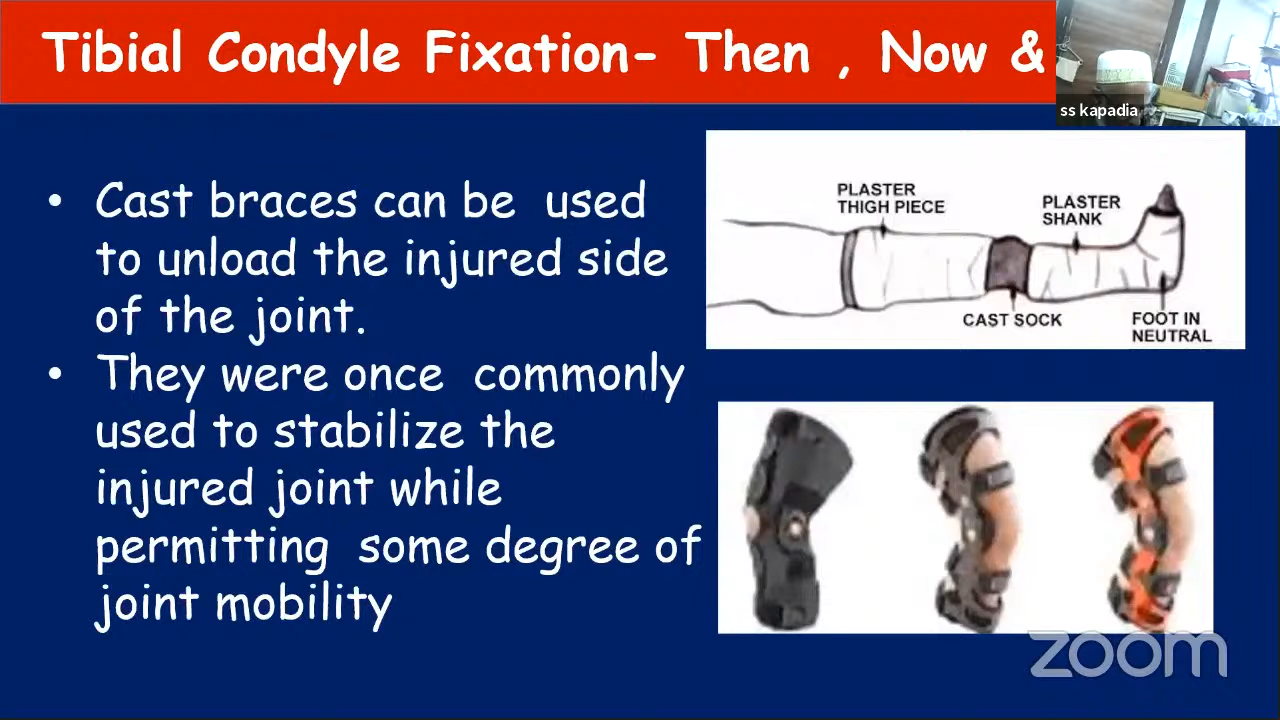 Tibial Condyle Fixation- Then , Now &
ss kapadia
• Cast braces can be used
to unload the injured side
of the joint.
• They were once commonly
used to stabilize the
injured joint while
permitting some degree of
joint mobility
PLASTER
THIGH PIECE
PLASTER
SHANK
CAST SOCK
FOOT IN
NEUTRAL
zoom